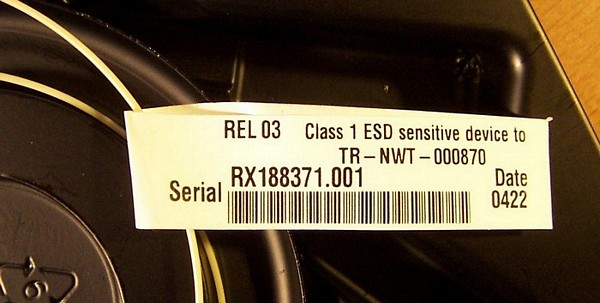 REL 03 Class 1 ESD sensitive device to
TR-NWT-000870
Serial RX188371.001 Date
0422